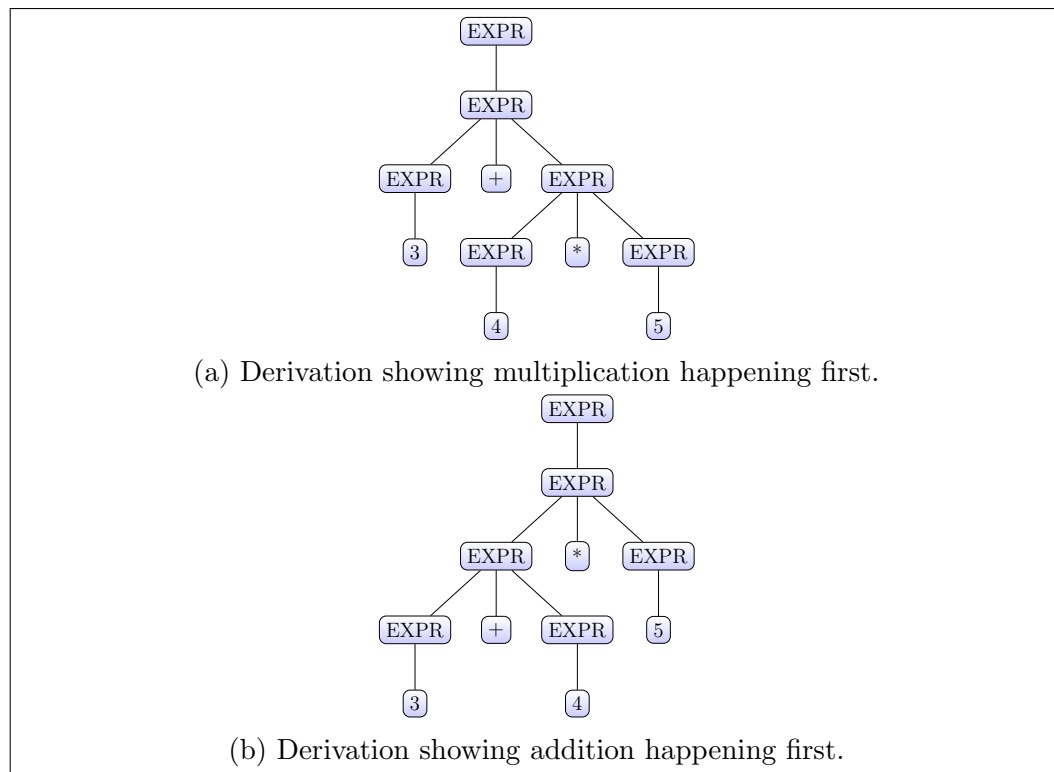 EXPR
EXPR
EXPR + EXPR
3 EXPR * EXPR
4 5
(a) Derivation showing multiplication happening first.
EXPR
EXPR
EXPR * EXPR
EXPR + EXPR 5
3 4
(b) Derivation showing addition happening first.